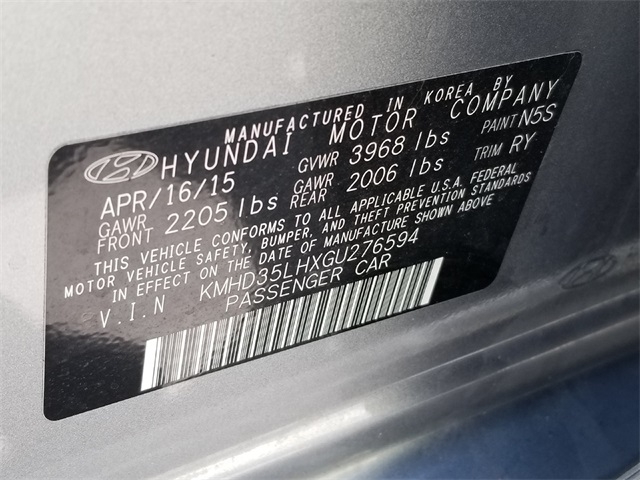 MANUFACTURED IN KOREA BY
HYUNDAI MOTOR COMPANY
APR/16/15 GVWR 3968 lbs PAINT N5S
GAWR FRONT 2205 lbs GAWR REAR 2006 lbs TRIM RY
THIS VEHICLE CONFORMS TO ALL APPLICABLE U.S.A. FEDERAL
MOTOR VEHICLE SAFETY, BUMPER, AND THEFT PREVENTION STANDARDS
IN EFFECT ON THE DATE OF MANUFACTURE SHOWN ABOVE
V.I.N KMHD35LHXGU276594
PASSENGER CAR